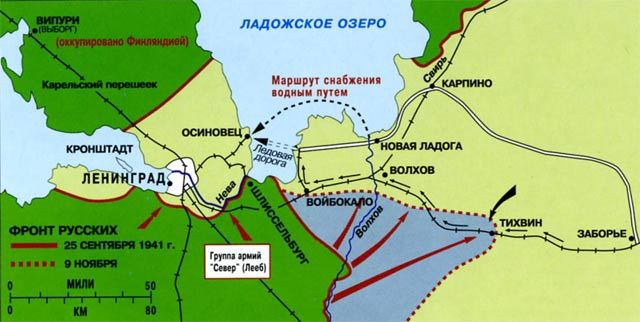 ВИПУРИ
(ВЫБОРГ)
(оккупировано Финляндией)
ЛАДОЖСКОЕ ОЗЕРО
Карельский перешеек
Маршрут снабжения
водным путем
Свирь
КАРПИНО
ОСИНОВЕЦ
КРОНШТАДТ
Ледовая
дорога
НОВАЯ ЛАДОГА
ЛЕНИНГРАД
Нева
ШЛИССЕЛЬБУРГ
ВОЛХОВ
ВОЙБОКАЛО
Волхов
ТИХВИН
ЗАБОРЬЕ
ФРОНТ РУССКИХ
25 СЕНТЯБРЯ 1941 г.
9 НОЯБРЯ
Группа армий
"Север" (Лееб)
МИЛИ
0 50
0 80
КМ